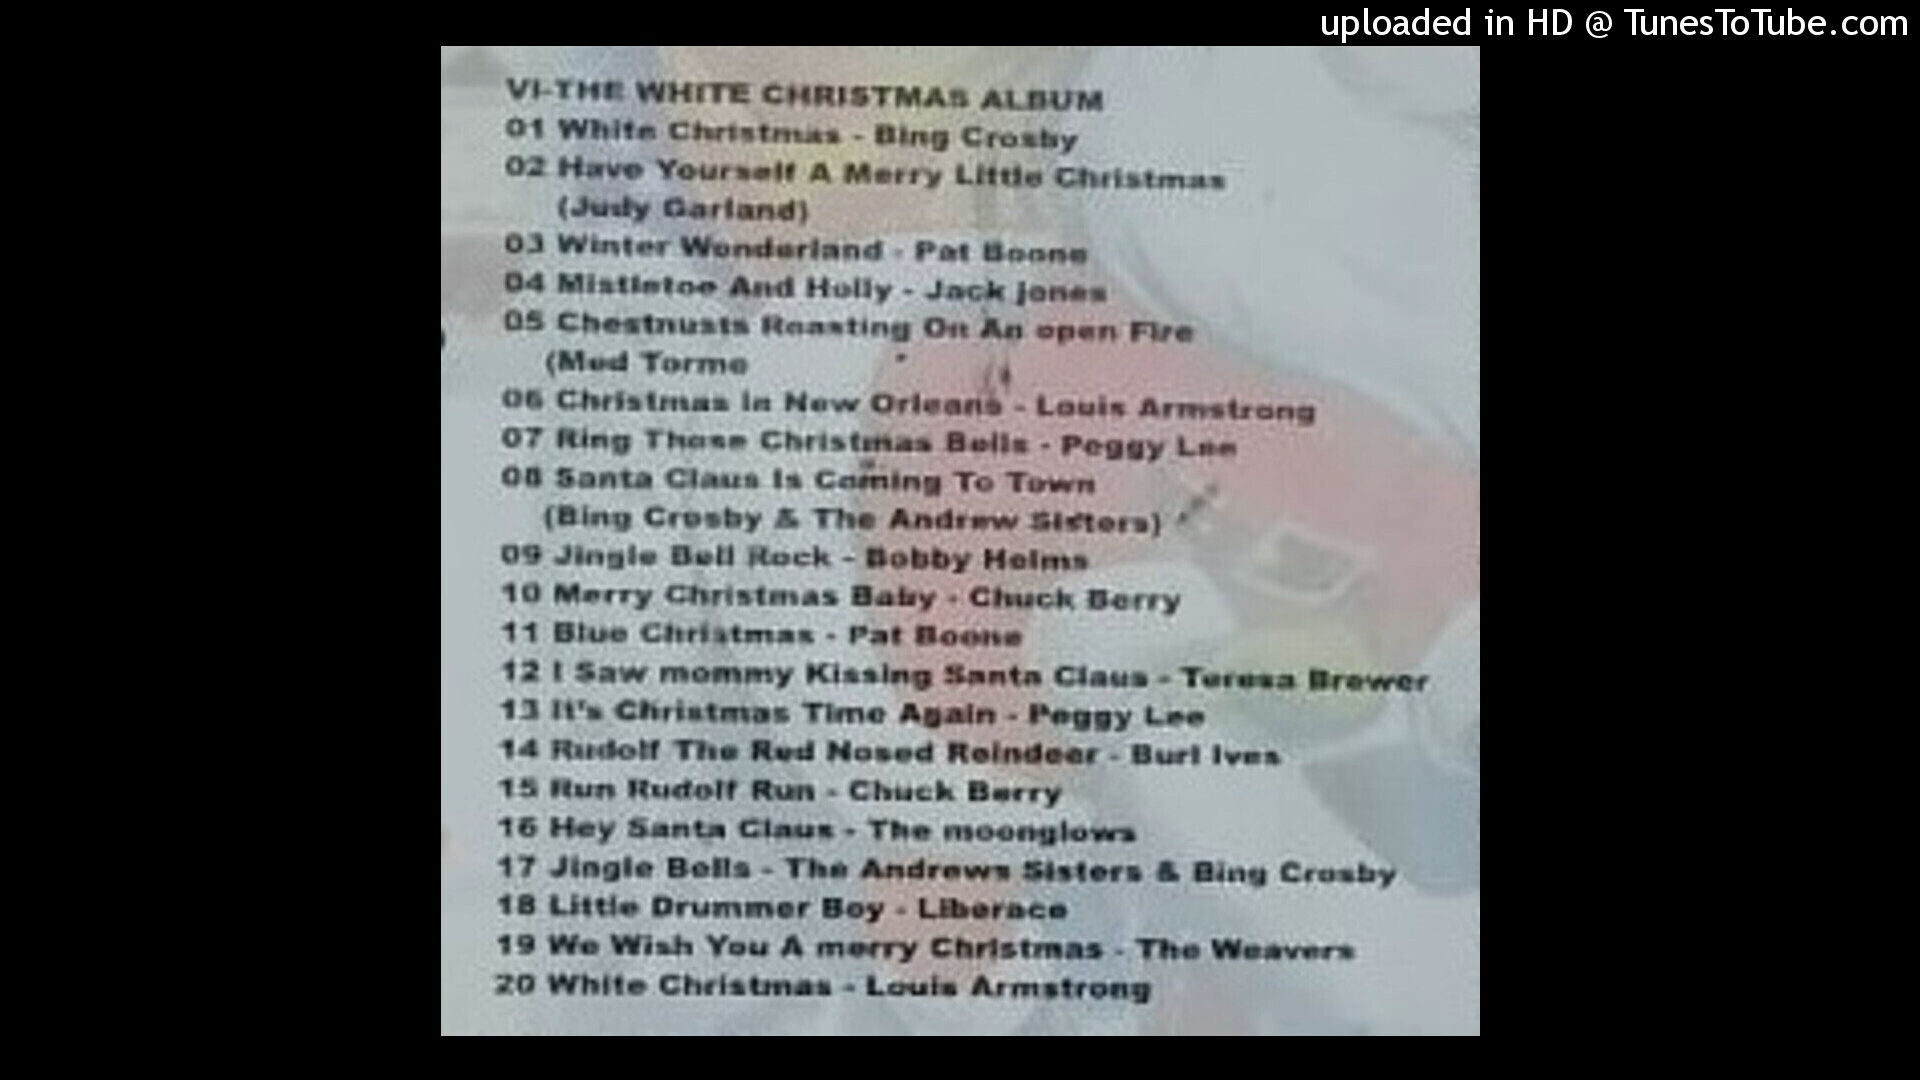 uploaded in HD @ TunesToTube.com
VI-THE WHITE CHRISTMAS ALBUM
01 White Christmas - Bing Crosby
02 Have Yourself A Merry Little Christmas
(Judy Garland)
03 Winter Wonderland - Pat Boone
04 Mistletoe And Holly - Jack jones
05 Chestnusts Roasting On An open Fire
(Med Torme
06 Christmas in New Orleans - Louis Armstrong
07 Ring Those Christmas Bells - Peggy Lee
08 Santa Claus Is Coming To Town
(Bing Crosby & The Andrew Sisters)
09 Jingle Bell Rock - Bobby Helms
10 Merry Christmas Baby - Chuck Berry
11 Blue Christmas - Pat Boone
12 I Saw mommy Kissing Santa Claus - Teresa Brewer
13 It's Christmas Time Again - Peggy Lee
14 Rudolf The Red Nosed Reindeer - Burl Ives
15 Run Rudolf Run - Chuck Berry
16 Hey Santa Claus - The moonglows
17 Jingle Bells - The Andrews Sisters & Bing Crosby
18 Little Drummer Boy - Liberace
19 We Wish You A merry Christmas - The Weavers
20 White Christmas - Louis Armstrong